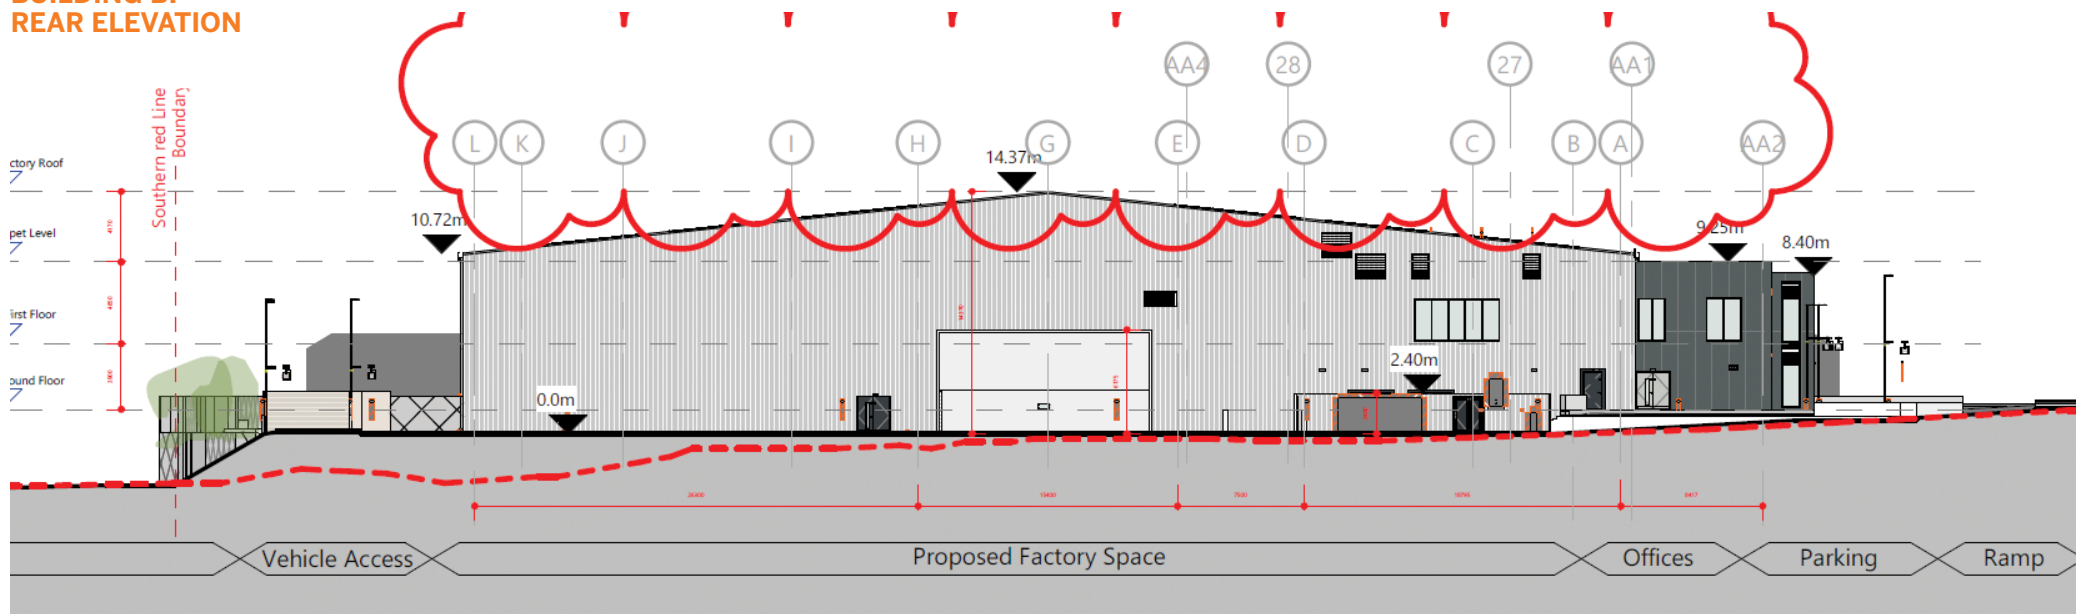 REAR ELEVATION
AA4
28
27
AA1
L
K
J
I
H
G
E
D
C
B
A
AA2
Southern red Line
Boundary
14.37m
ctory Roof
10.72m
9.25m
8.40m
pet Level
irst Floor
2.40m
ound Floor
0.0m
Vehicle Access
Proposed Factory Space
Offices
Parking
Ramp